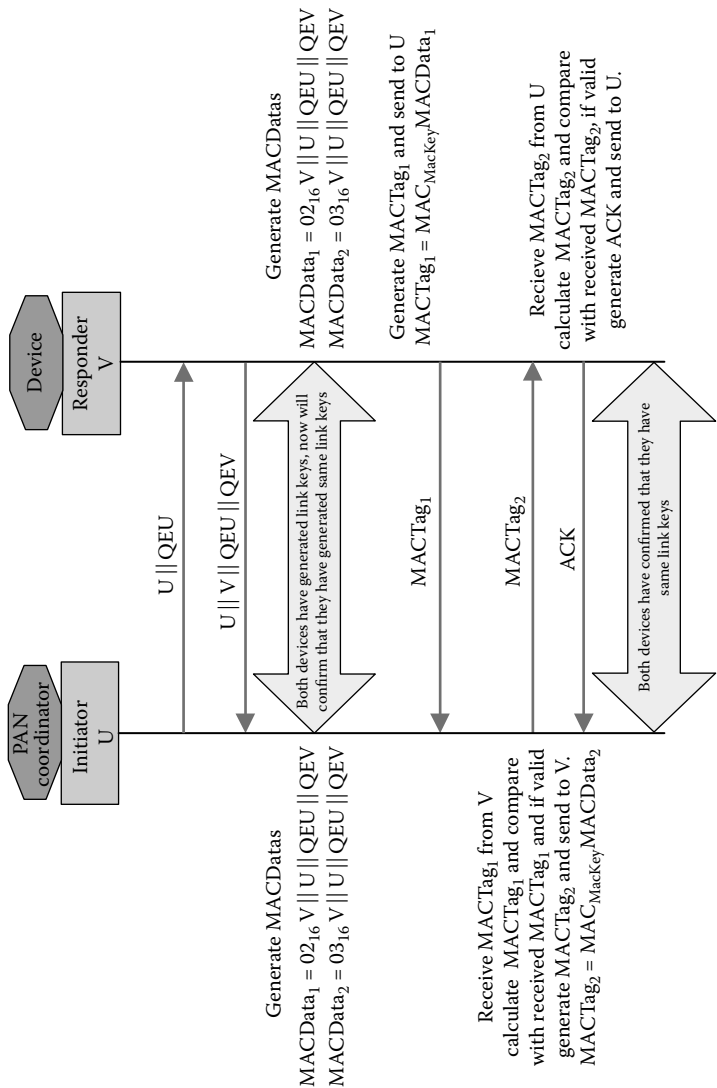 PAN
coordinator
Initiator
U
Device
Responder
V
U || QEU
U || V || QEU || QEV
Generate MACDatas
MACData₁ = 02₁₆ V || U || QEU || QEV
MACData₂ = 03₁₆ V || U || QEU || QEV
Both devices have generated link keys, now will
confirm that they have generated same link keys
Generate MACDatas
MACData₁ = 02₁₆ V || U || QEU || QEV
MACData₂ = 03₁₆ V || U || QEU || QEV
Generate MACTag₁ and send to U
MACTag₁ = MAC_MacKey MACData₁
MACTag₁
Receive MACTag₁ from V
calculate MACTag₁ and compare
with received MACTag₁ and if valid
generate MACTag₂ and send to V.
MACTag₂ = MAC_MacKey MACData₂
MACTag₂
Recieve MACTag₂ from U
calculate MACTag₂ and compare
with received MACTag₂, if valid
generate ACK and send to U.
ACK
Both devices have confirmed that they have
same link keys